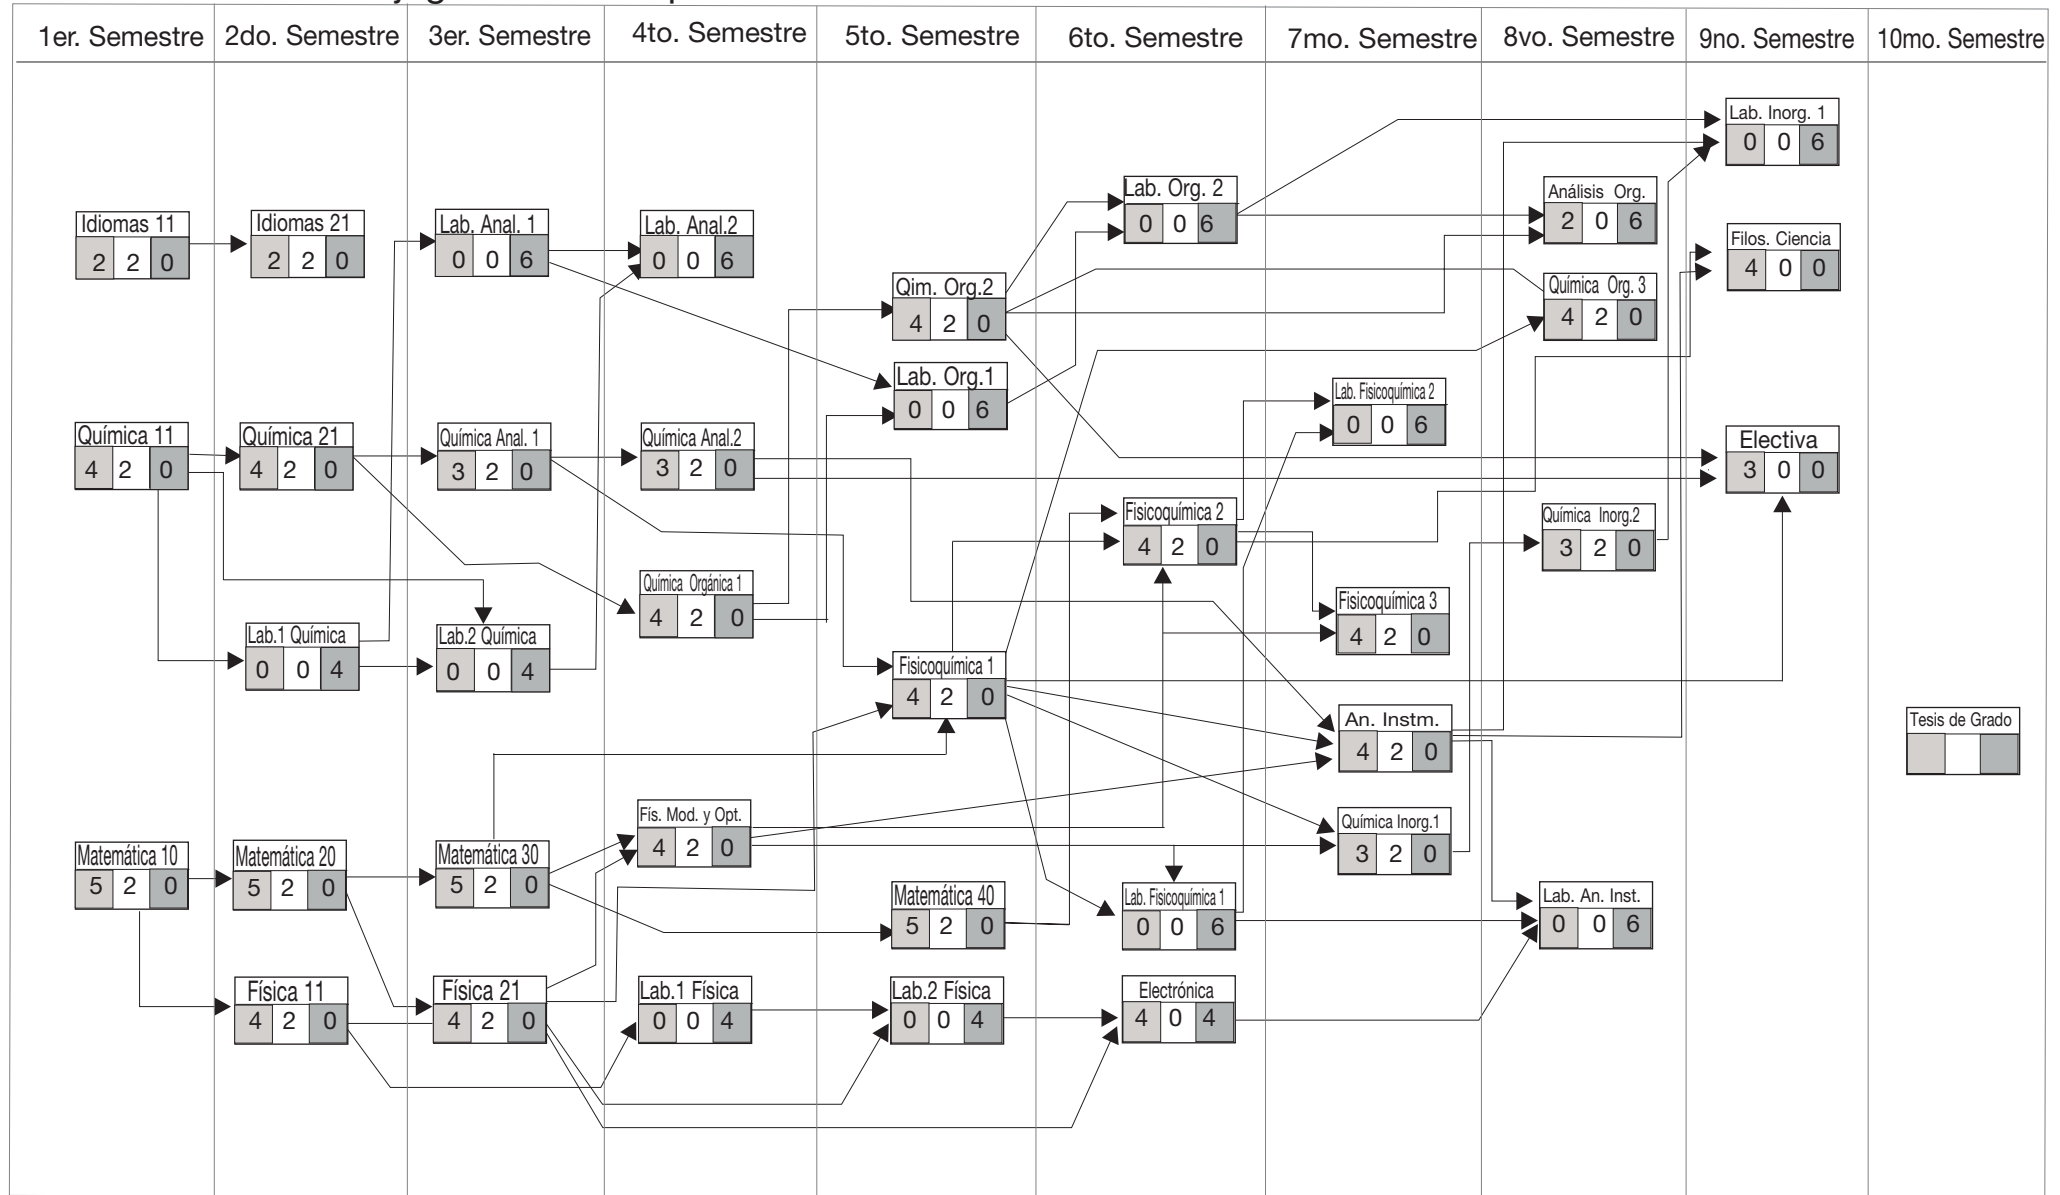 1er. Semestre
2do. Semestre
3er. Semestre
4to. Semestre
5to. Semestre
6to. Semestre
7mo. Semestre
8vo. Semestre
9no. Semestre
10mo. Semestre
Idiomas 11
2 2 0
Química 11
4 2 0
Matemática 10
5 2 0
Idiomas 21
2 2 0
Química 21
4 2 0
Lab.1 Química
0 0 4
Matemática 20
5 2 0
Física 11
4 2 0
Lab. Anal. 1
0 0 6
Química Anal. 1
3 2 0
Lab.2 Química
0 0 4
Matemática 30
5 2 0
Física 21
4 2 0
Lab. Anal.2
0 0 6
Química Anal.2
3 2 0
Química Orgánica 1
4 2 0
Fís. Mod. y Opt.
4 2 0
Lab.1 Física
0 0 4
Qim. Org.2
4 2 0
Lab. Org.1
0 0 6
Fisicoquímica 1
4 2 0
Matemática 40
5 2 0
Lab.2 Física
0 0 4
Lab. Org. 2
0 0 6
Fisicoquímica 2
4 2 0
Lab. Fisicoquímica 1
0 0 6
Electrónica
4 0 4
Lab. Fisicoquímica 2
0 0 6
Fisicoquímica 3
4 2 0
An. Instm.
4 2 0
Química Inorg.1
3 2 0
Análisis Org.
2 0 6
Química Org. 3
4 2 0
Química Inorg.2
3 2 0
Lab. An. Inst.
0 0 6
Lab. Inorg. 1
0 0 6
Filos. Ciencia
4 0 0
Electiva
3 0 0
Tesis de Grado